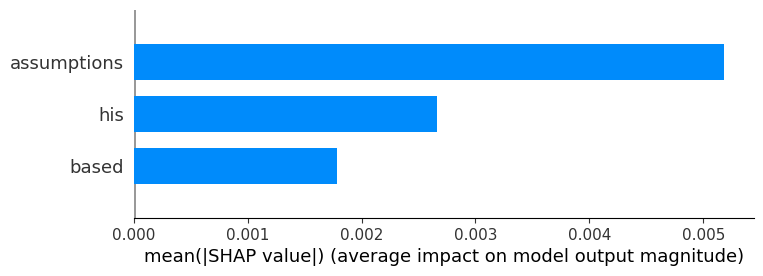 assumptions
his
based
0.000 0.001 0.002 0.003 0.004 0.005
mean(|SHAP value|) (average impact on model output magnitude)